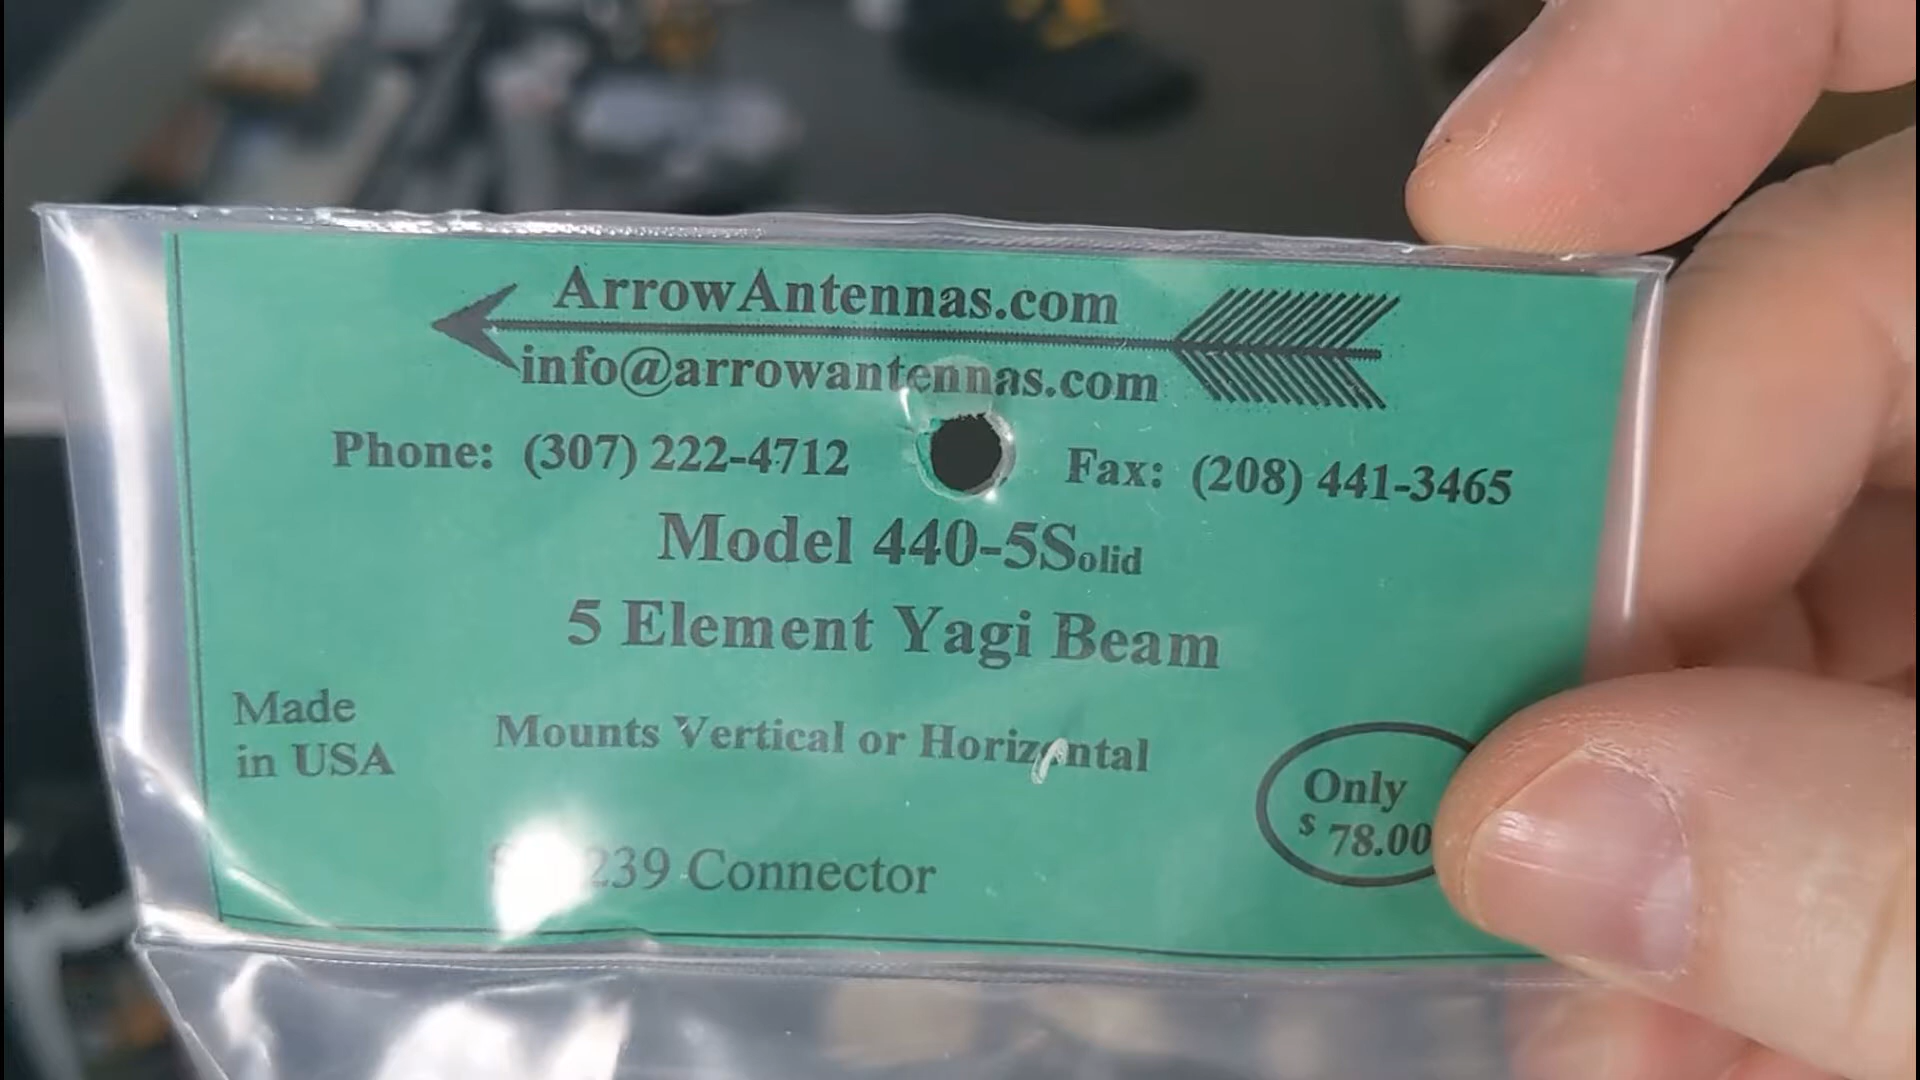 ArrowAntennas.com
info@arrowantennas.com
Phone: (307) 222-4712 Fax: (208) 441-3465
Model 440-5Solid
5 Element Yagi Beam
Made
in USA
Mounts Vertical or Horizontal
Only
$ 78.00
239 Connector